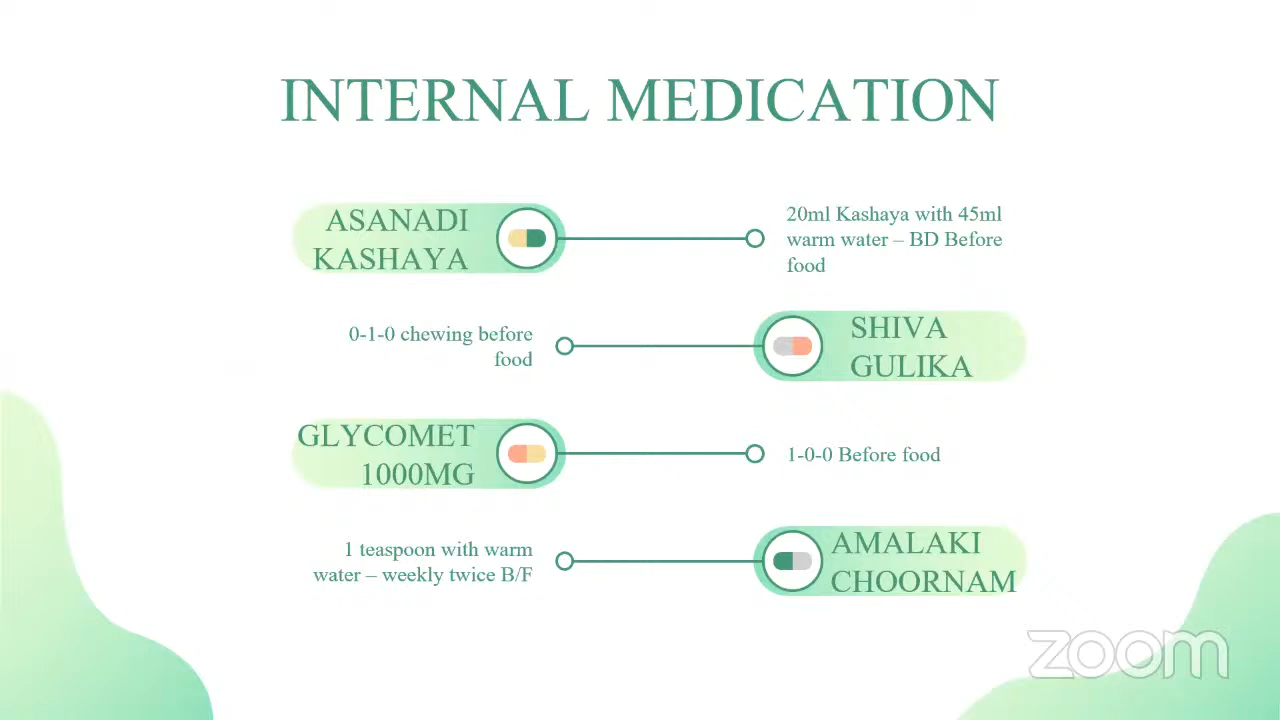 INTERNAL MEDICATION
ASANADI
KASHAYA
20ml Kashaya with 45ml
warm water – BD Before
food
0-1-0 chewing before
food
SHIVA
GULIKA
GLYCOMET
1000MG
1-0-0 Before food
1 teaspoon with warm
water – weekly twice B/F
AMALAKI
CHOORNAM
zoom